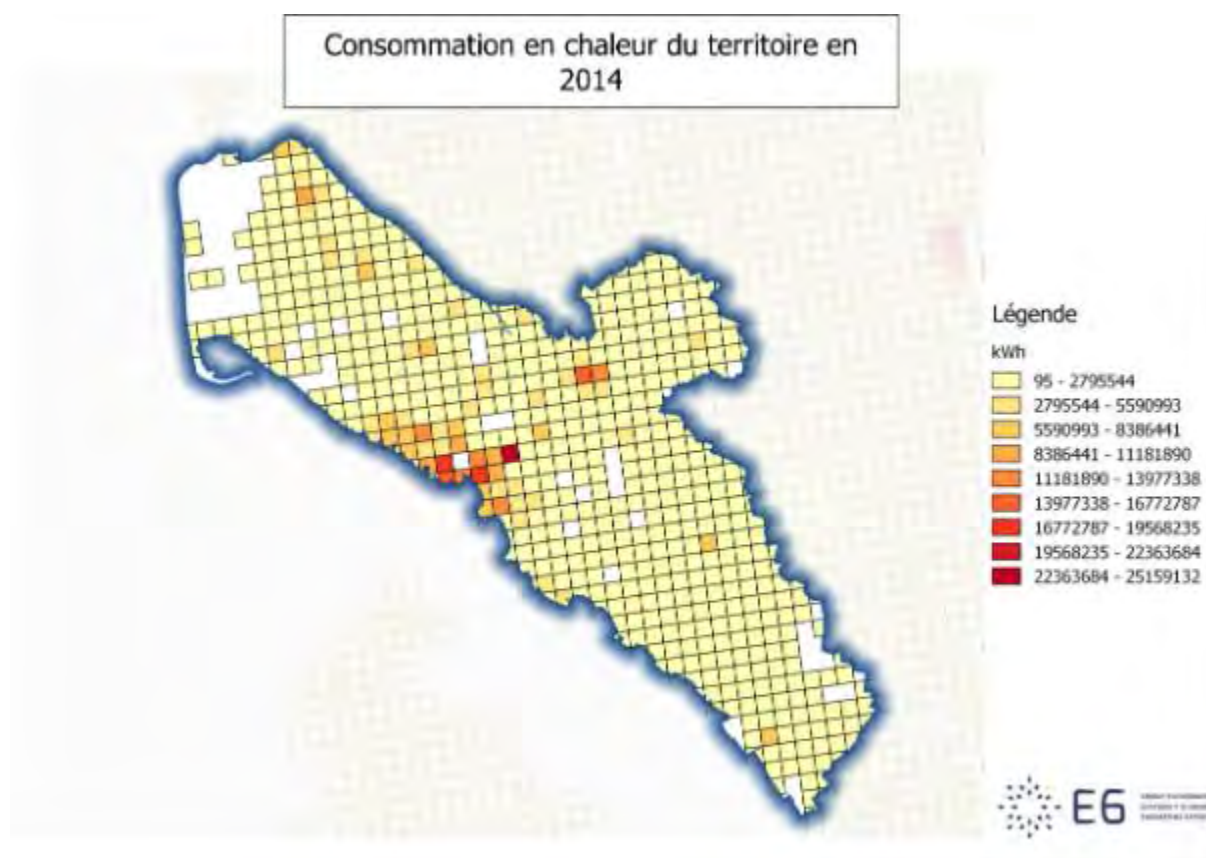 Consommation en chaleur du territoire en
2014
Légende
kWh
95 - 2795544
2795544 - 5590993
5590993 - 8386441
8386441 - 11181890
11181890 - 13977338
13977338 - 16772787
16772787 - 19568235
19568235 - 22363684
22363684 - 25159132
E6